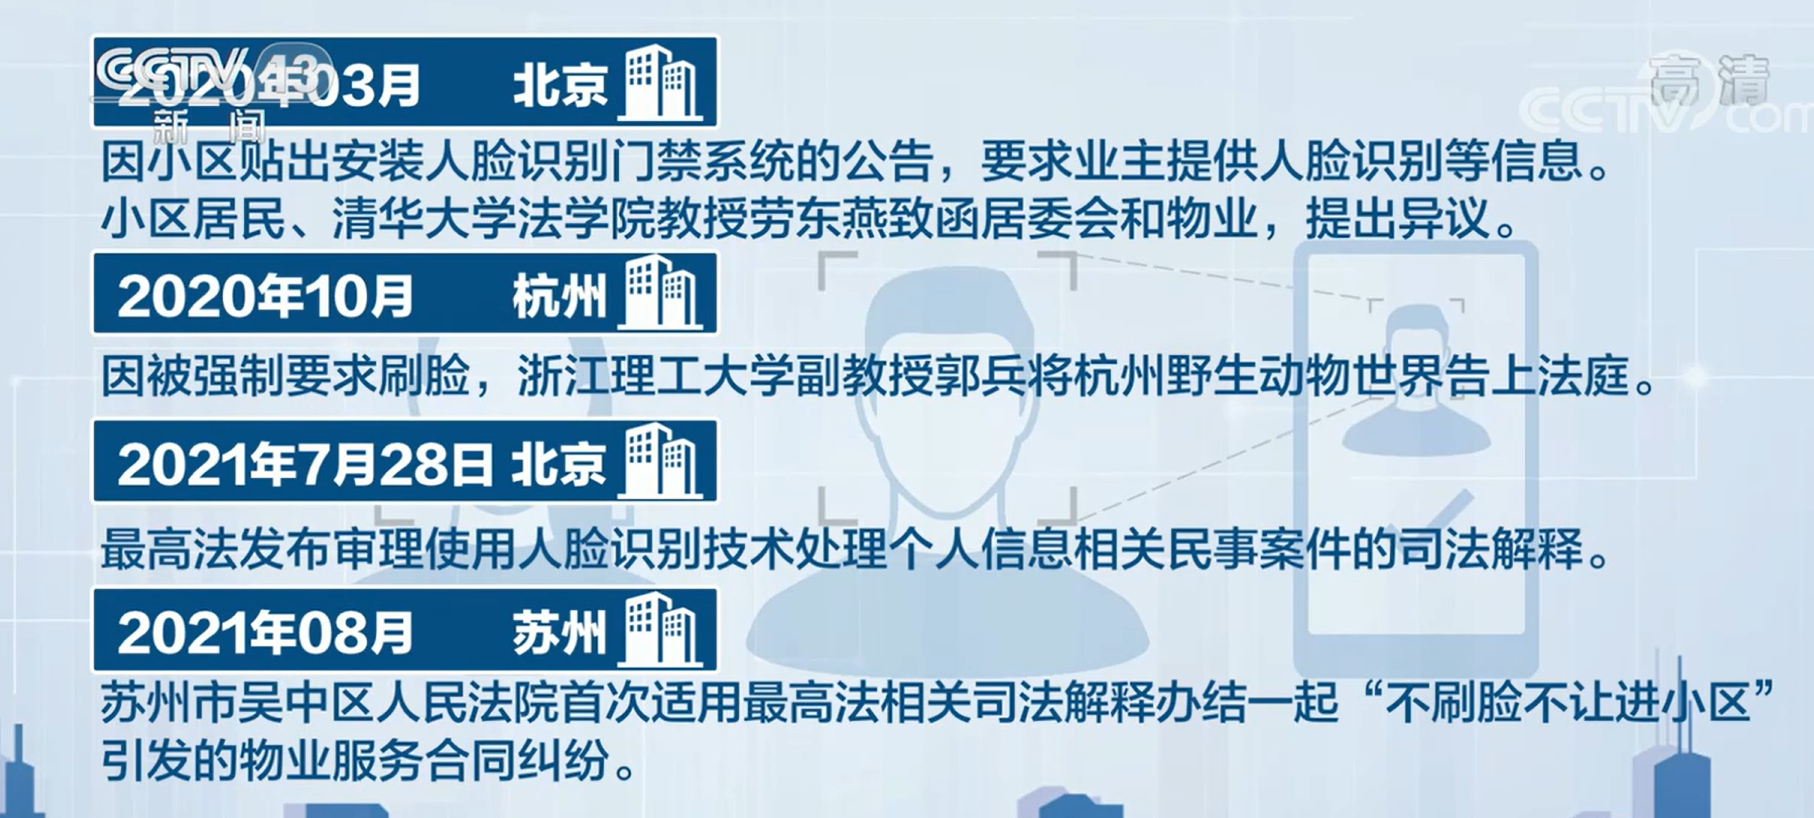 CCTV 13
新闻
高清
CCTV.com
2020年03月 北京
因小区贴出安装人脸识别门禁系统的公告，要求业主提供人脸识别等信息。
小区居民、清华大学法学院教授劳东燕致函居委会和物业，提出异议。
2020年10月 杭州
因被强制要求刷脸，浙江理工大学副教授郭兵将杭州野生动物世界告上法庭。
2021年7月28日 北京
最高法发布审理使用人脸识别技术处理个人信息相关民事案件的司法解释。
2021年08月 苏州
苏州市吴中区人民法院首次适用最高法相关司法解释办结一起“不刷脸不让进小区”
引发的物业服务合同纠纷。